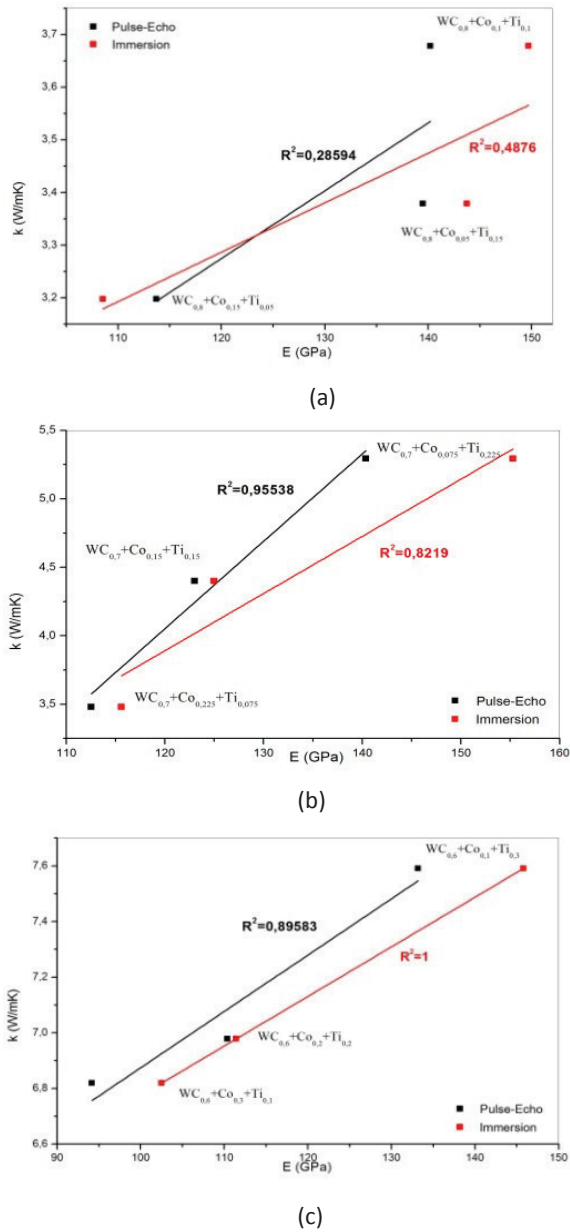 Pulse-Echo
Immersion
WC0,8+Co0,1+Ti0,1
3,7
3,6
3,5
3,4
3,3
3,2
k (W/mK)
R2=0,28594
R2=0,4876
WC0,8+Co0,05+Ti0,15
WC0,8+Co0,15+Ti0,05
110 120 130 140 150
E (GPa)
(a)
5,5
5,0
4,5
4,0
3,5
k (W/mK)
WC0,7+Co0,075+Ti0,225
R2=0,95538
WC0,7+Co0,15+Ti0,15
R2=0,8219
WC0,7+Co0,225+Ti0,075
Pulse-Echo
Immersion
110 120 130 140 150 160
E (GPa)
(b)
7,6
7,4
7,2
7,0
6,8
6,6
k (W/mK)
WC0,6+Co0,1+Ti0,3
R2=0,89583
R2=1
WC0,6+Co0,2+Ti0,2
WC0,6+Co0,3+Ti0,1
Pulse-Echo
Immersion
90 100 110 120 130 140 150
E (GPa)
(c)